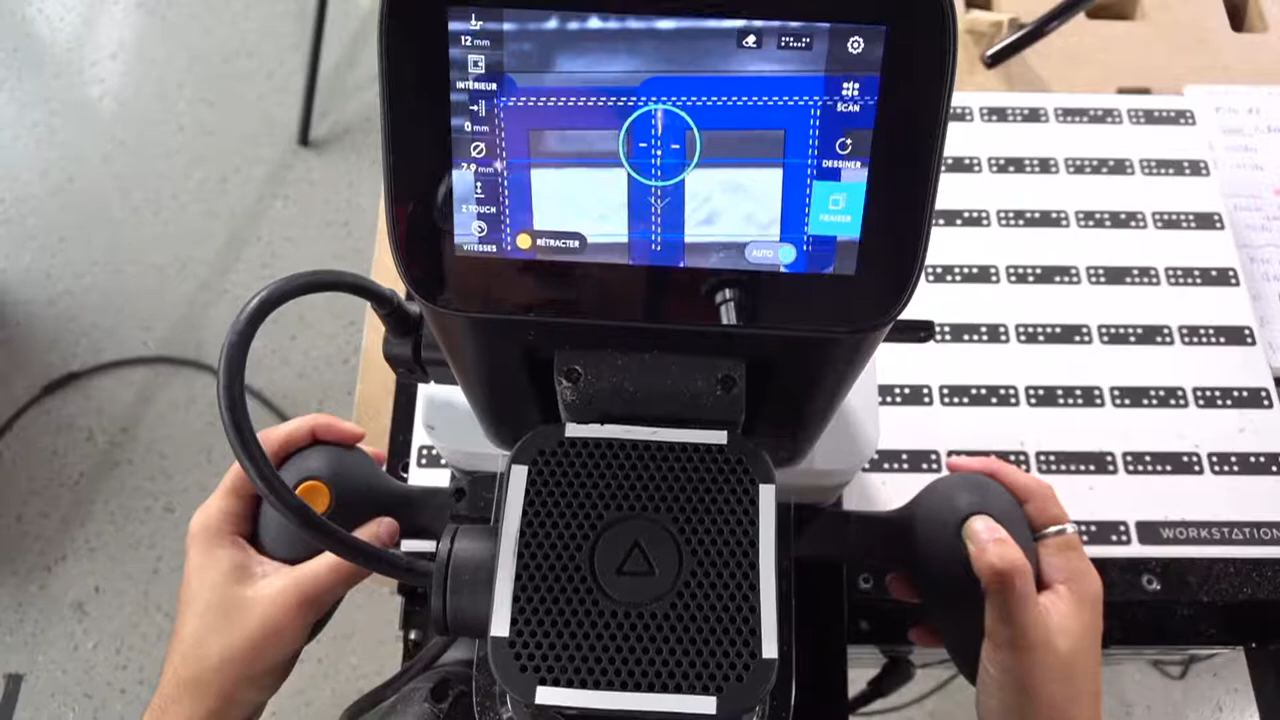 12 mm
INTÉRIEUR
0 mm
7.9 mm
Z TOUCH
VITESSES
RÉTRACTER
AUTO
SCAN
DESSINER
FRAISER
WORKSTATION